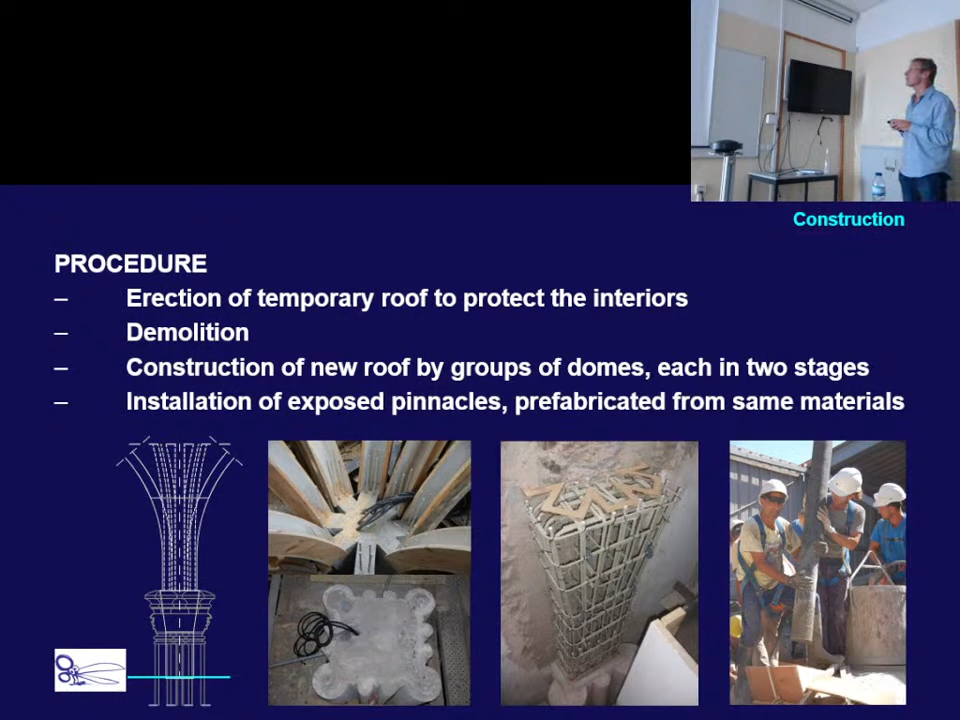 Construction
PROCEDURE
– Erection of temporary roof to protect the interiors
– Demolition
– Construction of new roof by groups of domes, each in two stages
– Installation of exposed pinnacles, prefabricated from same materials